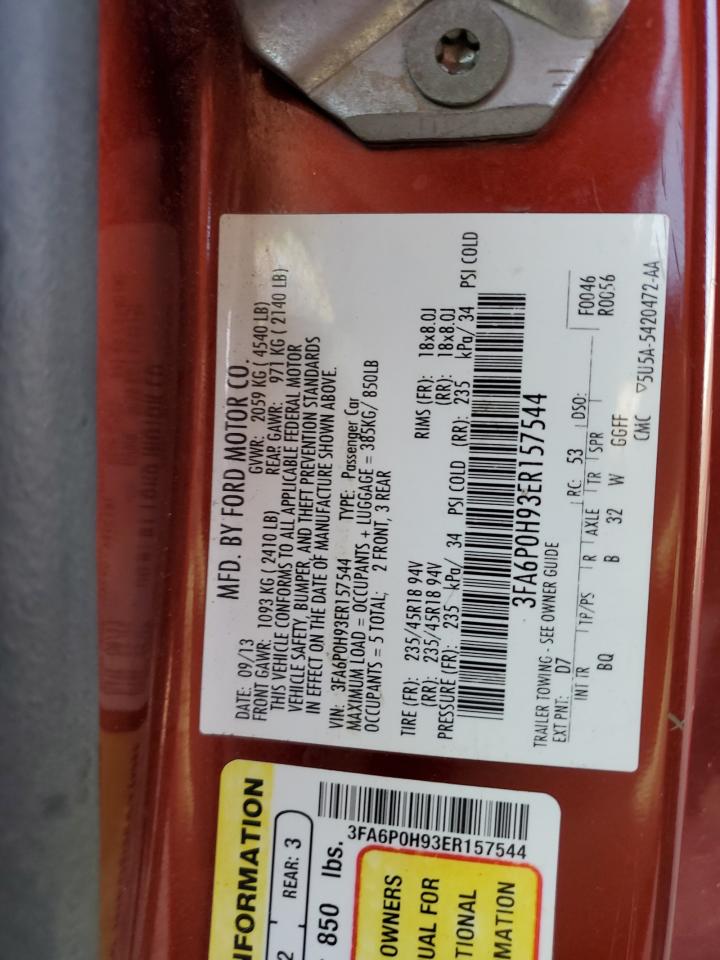 MFD. BY FORD MOTOR CO.
DATE: 09/13 GVWR: 2059 KG ( 4540 LB)
FRONT GAWR: 1093 KG ( 2410 LB) REAR GAWR: 971 KG ( 2140 LB)
THIS VEHICLE CONFORMS TO ALL APPLICABLE FEDERAL MOTOR
VEHICLE SAFETY, BUMPER, AND THEFT PREVENTION STANDARDS
IN EFFECT ON THE DATE OF MANUFACTURE SHOWN ABOVE.
VIN: 3FA6P0H93ER157544 TYPE: Passenger Car
MAXIMUM LOAD = OCCUPANTS + LUGGAGE = 385KG/ 850LB
OCCUPANTS = 5 TOTAL; 2 FRONT, 3 REAR
TIRE (FR): 235/45R18 94V RIMS (FR): 18x8.0J
(RR): 235/45R18 94V (RR): 18x8.0J
PRESSURE (FR): 235 kPa/ 34 PSI COLD (RR): 235 kPa/ 34 PSI COLD
3FA6P0H93ER157544
TRAILER TOWING - SEE OWNER GUIDE
EXT PNT: D7 RC: 53 DSO: F0046
R0056
INT TR TP/PS R AXLE TR SPR
BQ B 32 W GGFF
CMC ▽5U5A-5420472-AA
NFORMATION
2 REAR: 3
850 lbs.
3FA6P0H93ER157544
OWNERS
UAL FOR
TIONAL
MATION